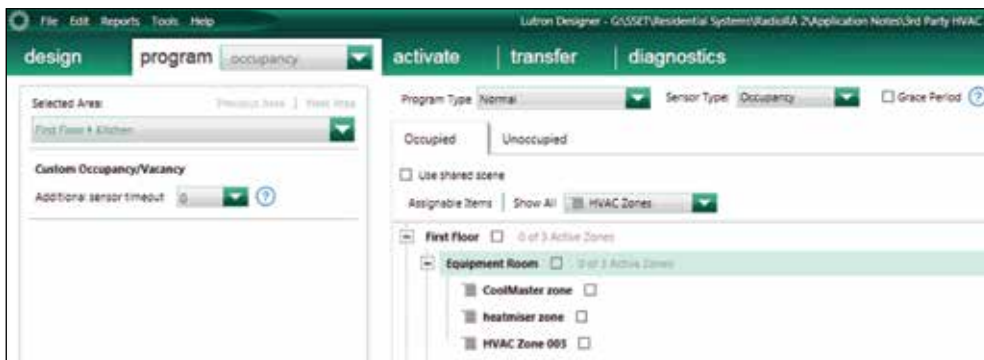 File Edit Reports Tools Help
Lutron Designer - G:\SSET\Residential Systems\RadioRA 2\Application Notes\3rd Party HVAC
design program occupancy activate transfer diagnostics
Selected Area: Previous Area | Next Area
First Floor Kitchen
Custom Occupancy/Vacancy
Additional sensor timeout 0 ?
Program Type Normal Sensor Type: Occupancy Grace Period ?
Occupied Unoccupied
Use shared scene
Assignable Items Show All HVAC Zones
First Floor 0 of 3 Active Zones
Equipment Room 0 of 3 Active Zones
CoolMaster zone
heatmiser zone
HVAC Zone 003